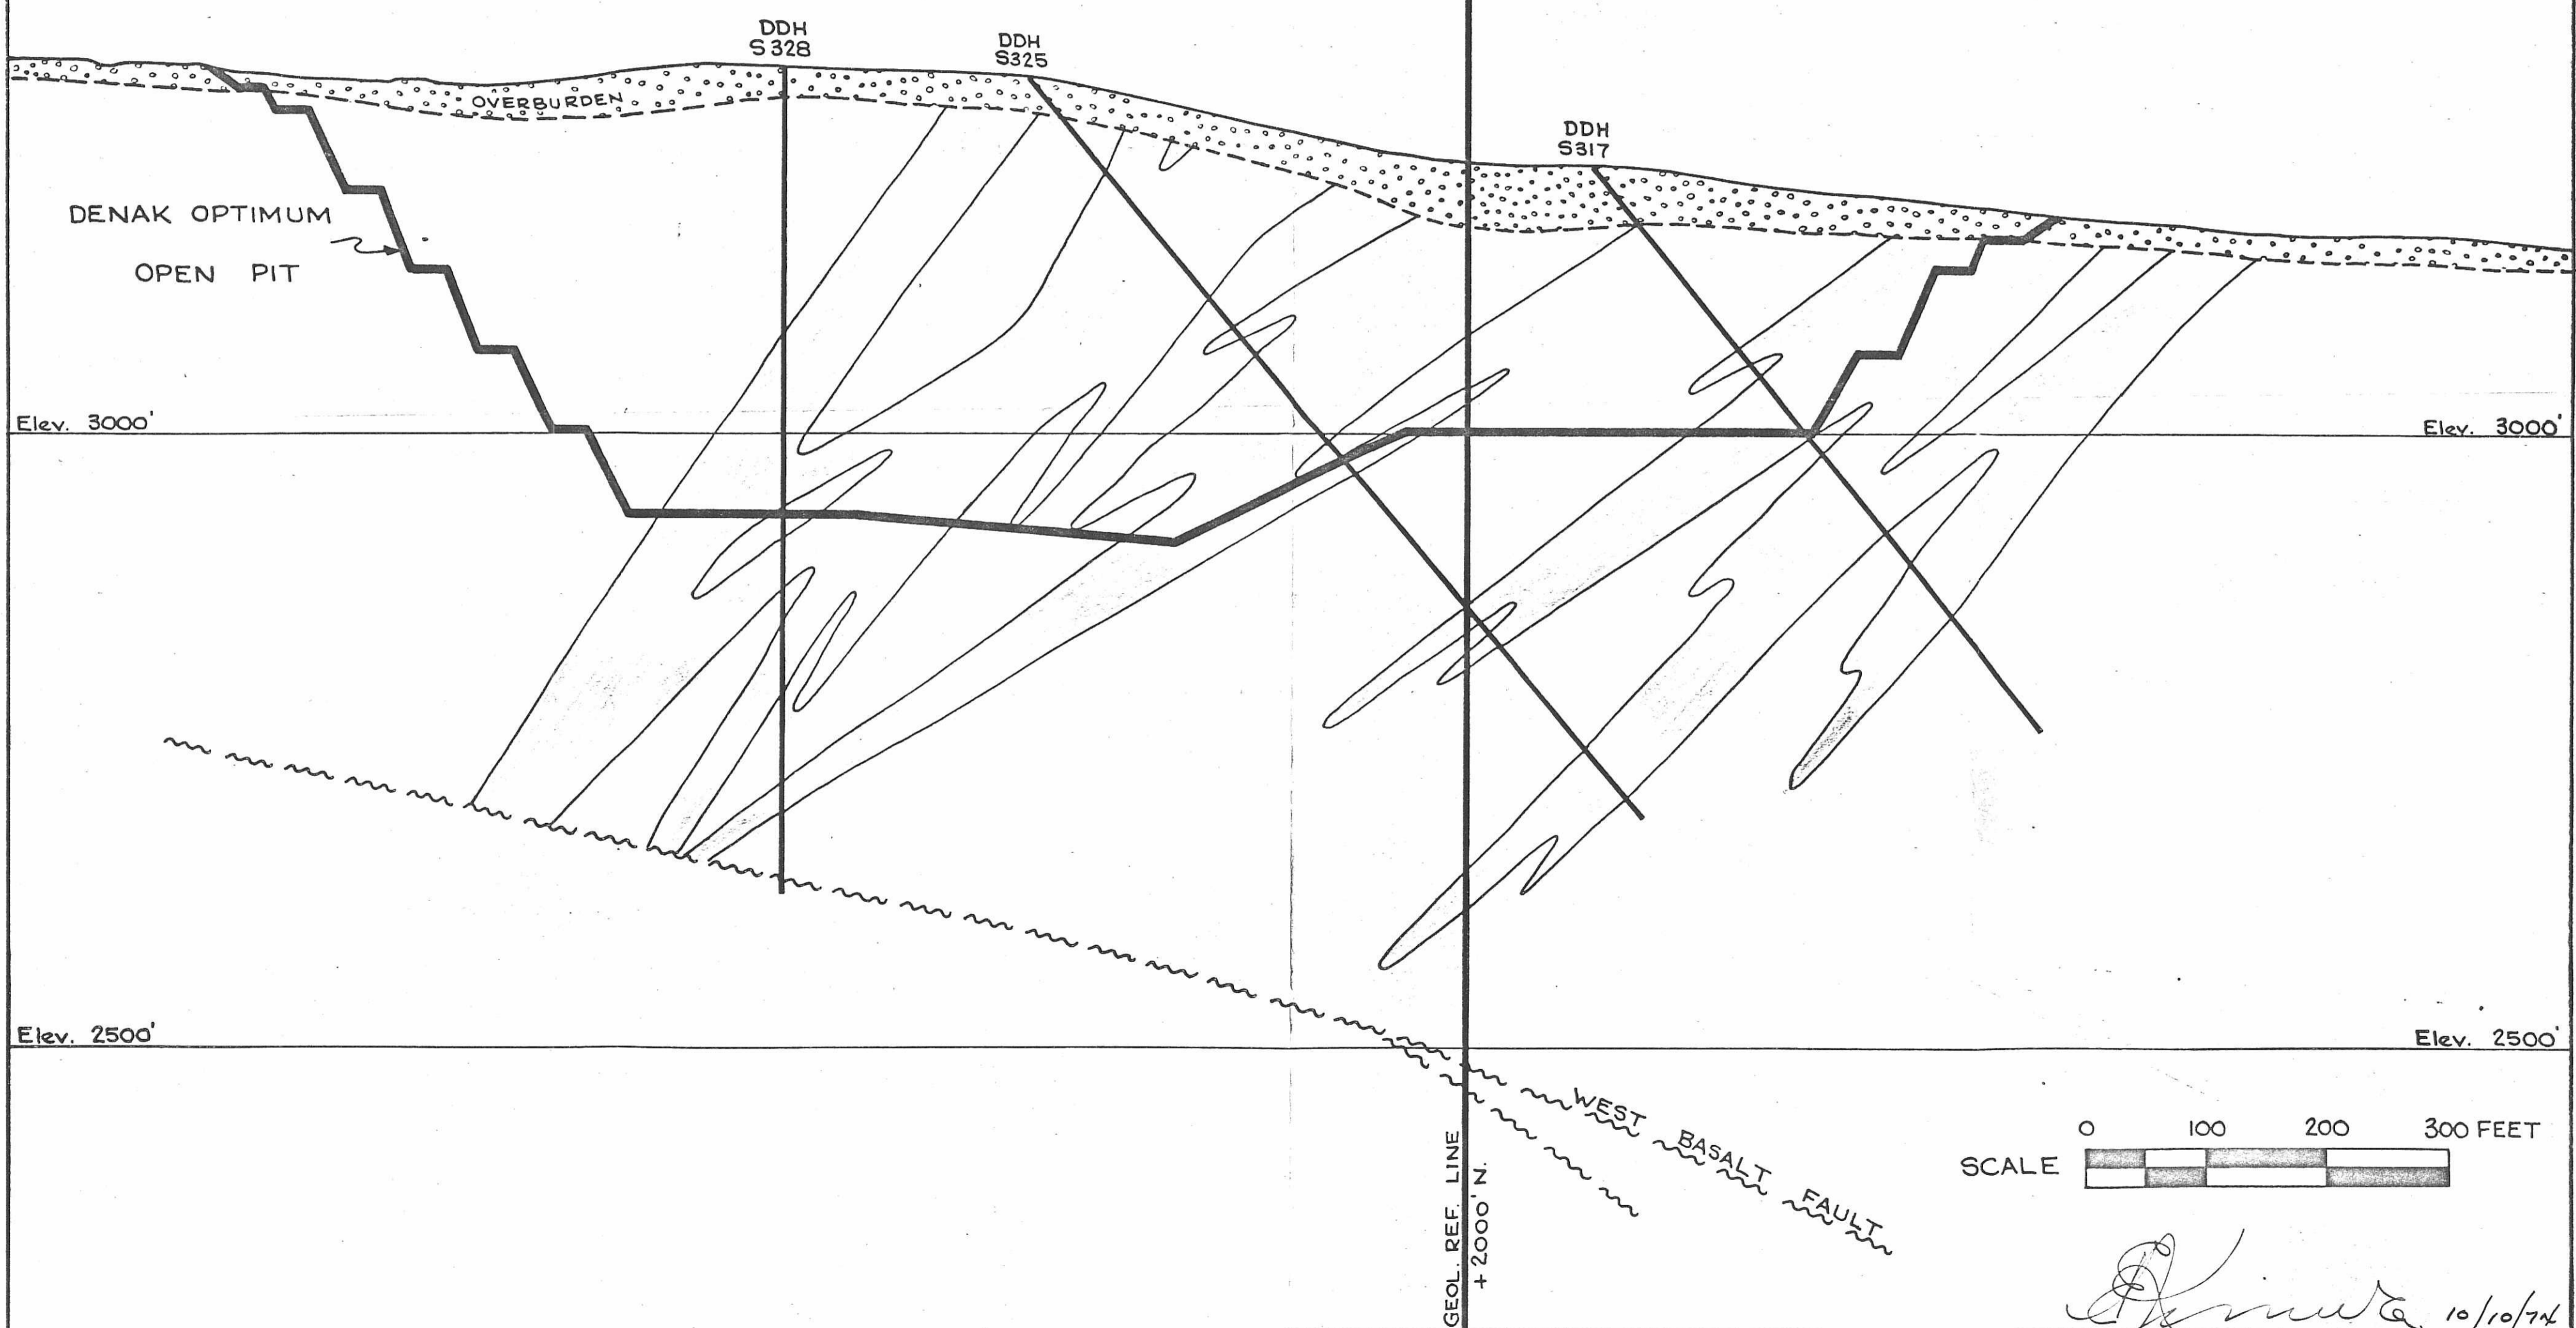 DDH
S328
DDH
S325
DDH
S317
OVERBURDEN
DENAK OPTIMUM
OPEN PIT
Elev. 3000'
Elev. 3000'
Elev. 2500'
Elev. 2500'
WEST BASALT FAULT
GEOL. REF. LINE
+ 2000' N.
0 100 200 300 FEET
SCALE
10/10/74